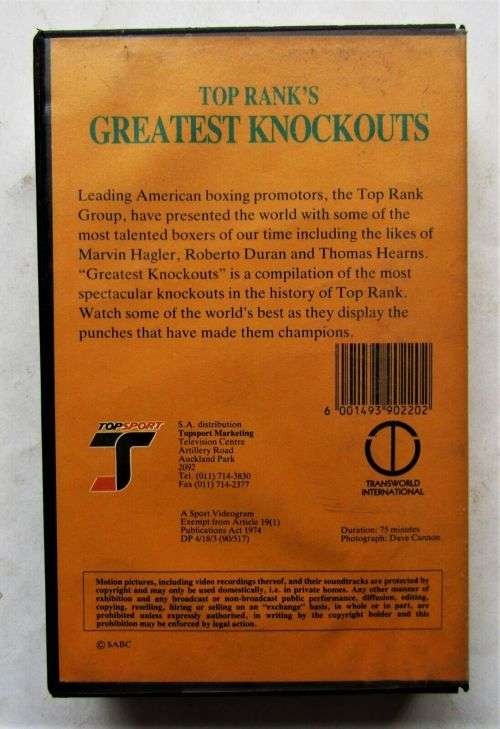 TOP RANK'S
GREATEST KNOCKOUTS
Leading American boxing promotors, the Top Rank
Group, have presented the world with some of the
most talented boxers of our time including the likes of
Marvin Hagler, Roberto Duran and Thomas Hearns.
“Greatest Knockouts” is a compilation of the most
spectacular knockouts in the history of Top Rank.
Watch some of the world's best as they display the
punches that have made them champions.
6 001493 902202
TOPSPORT
S.A. distribution
Topsport Marketing
Television Centre
Artillery Road
Auckland Park
2092
Tel. (011) 714-3830
Fax (011) 714-2377
TRANSWORLD
INTERNATIONAL
A Sport Videogram
Exempt from Article 19(1)
Publications Act 1974
DP 4/18/3 (90/517)
Duration: 75 minutes
Photograph: Dave Cannon
Motion pictures, including video recordings thereof, and their soundtracks are protected by
copyright and may only be used domestically, i.e. in private homes. Any other manner of
exhibition and any broadcast or non-broadcast public performance, diffusion, editing,
copying, reselling, hiring or selling on an “exchange” basis, in whole or in part, are
prohibited unless expressly authorised, in writing by the copyright holder and this
prohibition may be enforced by legal action.
© SABC